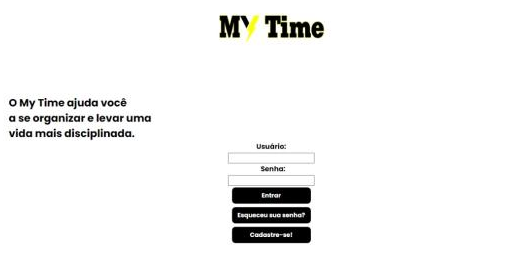 MY Time
O My Time ajuda você
a se organizar e levar uma
vida mais disciplinada.
Usuário:
Senha:
Entrar
Esqueceu sua senha?
Cadastre-se!